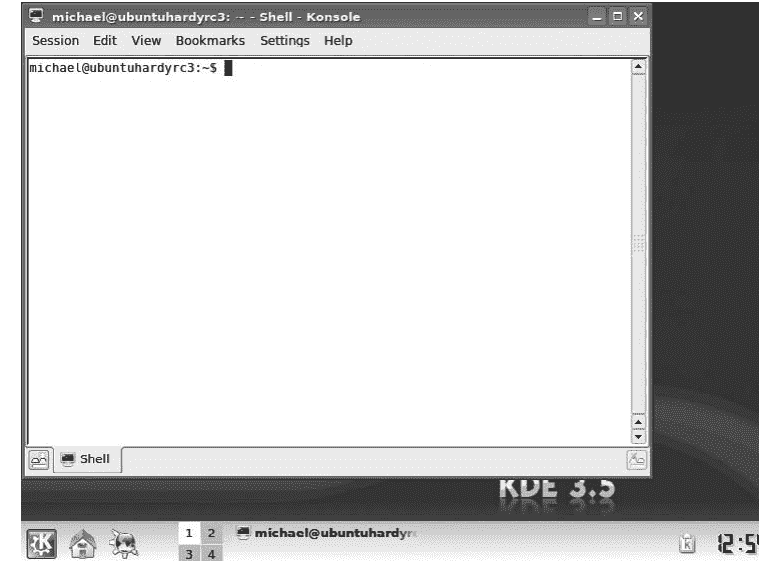 michael@ubuntuhardyrc3: ~ - Shell - Konsole
Session Edit View Bookmarks Settings Help
michael@ubuntuhardyrc3:~$
Shell
KDE 3.5
1 2 michael@ubuntuhardyr
3 4